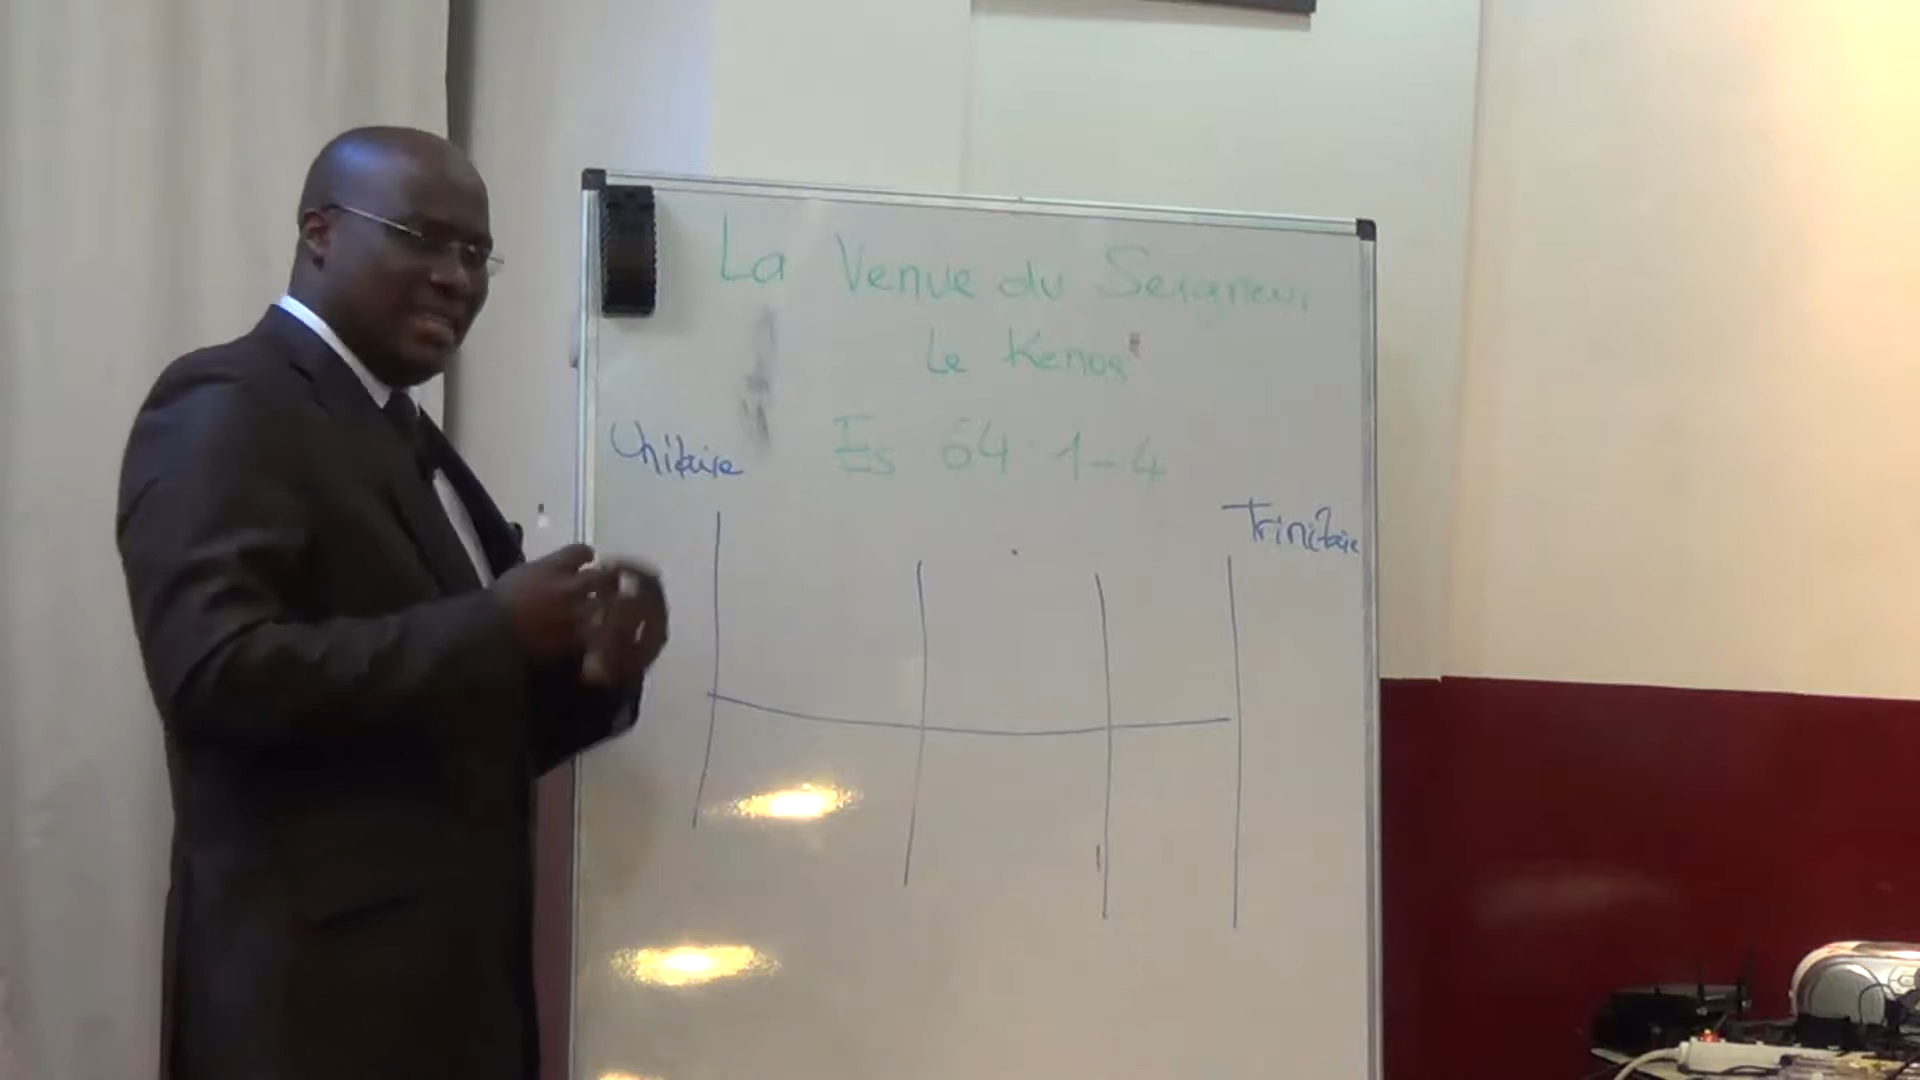 La Venue du Seigneur
Le Kenos
Es 64 1-4
Unitaire
Trinitaire